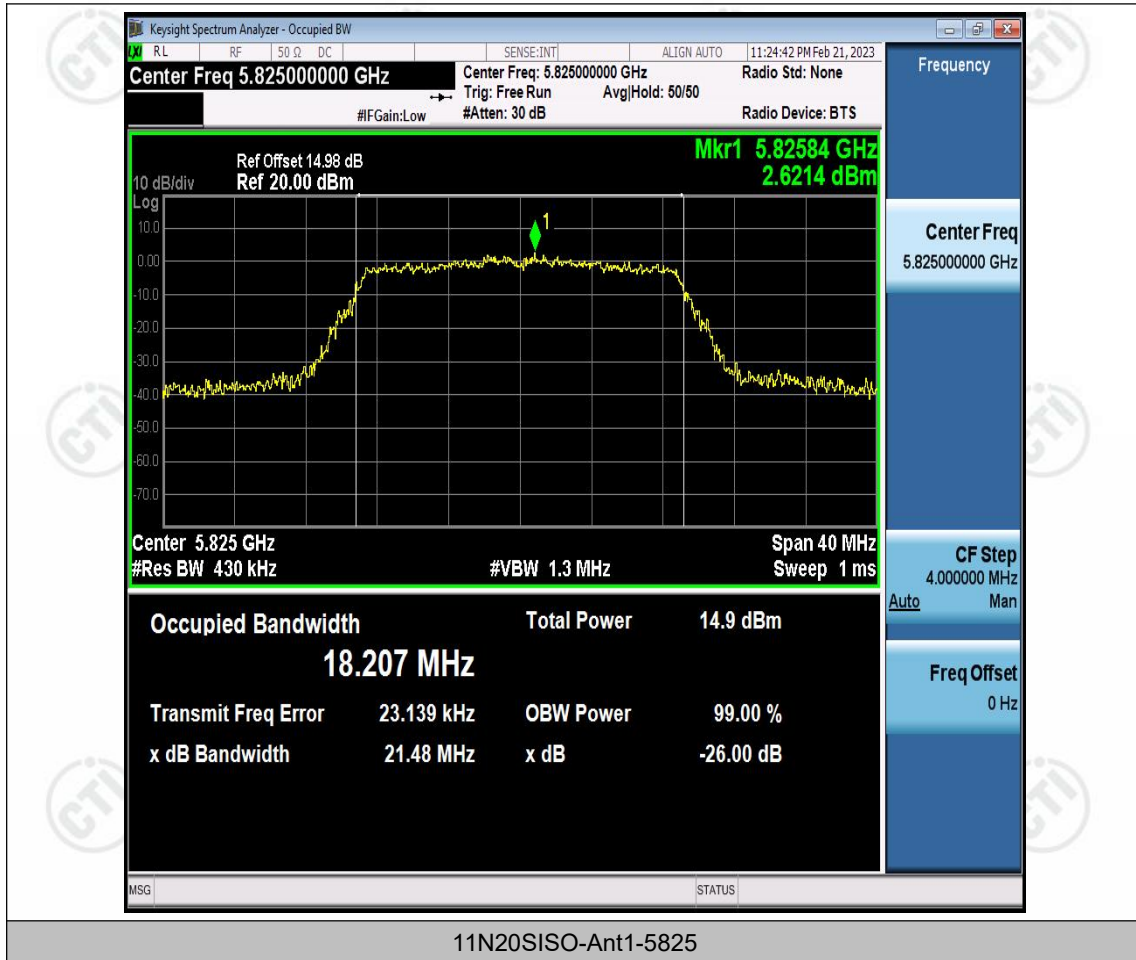 Keysight Spectrum Analyzer - Occupied BW
LXI RL RF 50 Ω DC SENSE:INT ALIGN AUTO 11:24:42 PM Feb 21, 2023
Center Freq 5.825000000 GHz
Center Freq: 5.825000000 GHz
Radio Std: None
Trig: Free Run Avg|Hold: 50/50
#IFGain:Low #Atten: 30 dB Radio Device: BTS
Mkr1 5.82584 GHz
2.6214 dBm
Ref Offset 14.98 dB
10 dB/div Ref 20.00 dBm
Log
10.0
0.00
-10.0
-20.0
-30.0
-40.0
-50.0
-60.0
-70.0
1
Center 5.825 GHz Span 40 MHz
#Res BW 430 kHz #VBW 1.3 MHz Sweep 1 ms
Occupied Bandwidth Total Power 14.9 dBm
18.207 MHz
Transmit Freq Error 23.139 kHz OBW Power 99.00 %
x dB Bandwidth 21.48 MHz x dB -26.00 dB
MSG STATUS
Frequency
Center Freq
5.825000000 GHz
CF Step
4.000000 MHz
Auto Man
Freq Offset
0 Hz
11N20SISO-Ant1-5825
CTI
CTI
CTI
CTI
CTI
CTI